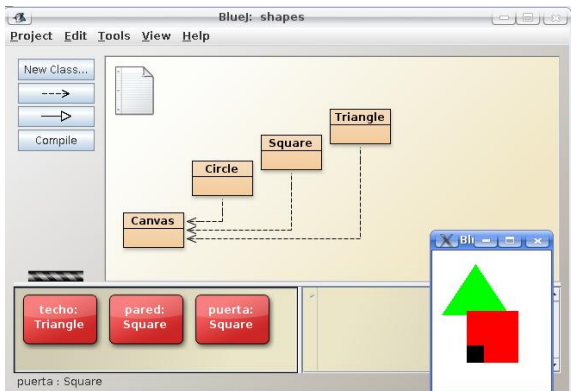 BlueJ: shapes
Project Edit Tools View Help
New Class...
Compile
Triangle
Square
Circle
Canvas
techo:
Triangle
pared:
Square
puerta:
Square
puerta : Square